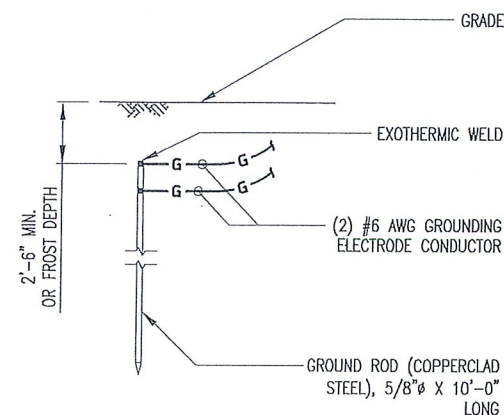 GRADE
EXOTHERMIC WELD
G G
G G
(2) #6 AWG GROUNDING
ELECTRODE CONDUCTOR
2'-6" MIN.
OR FROST DEPTH
GROUND ROD (COPPERCLAD
STEEL), 5/8"ø X 10'-0"
LONG